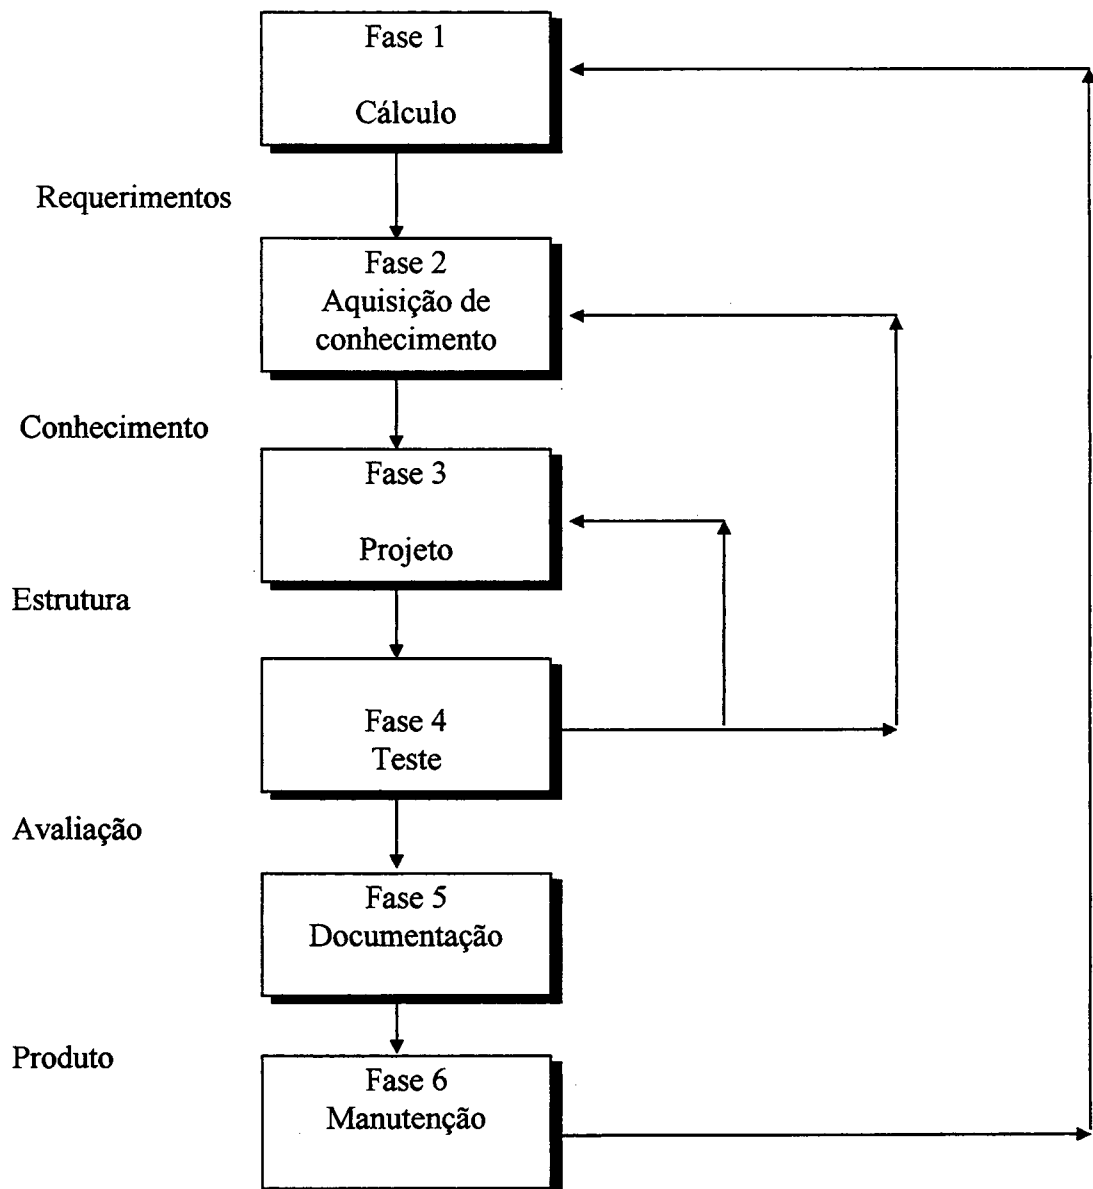 Fase 1
Cálculo
Requerimentos
Fase 2
Aquisição de
conhecimento
Conhecimento
Fase 3
Projeto
Estrutura
Fase 4
Teste
Avaliação
Fase 5
Documentação
Produto
Fase 6
Manutenção